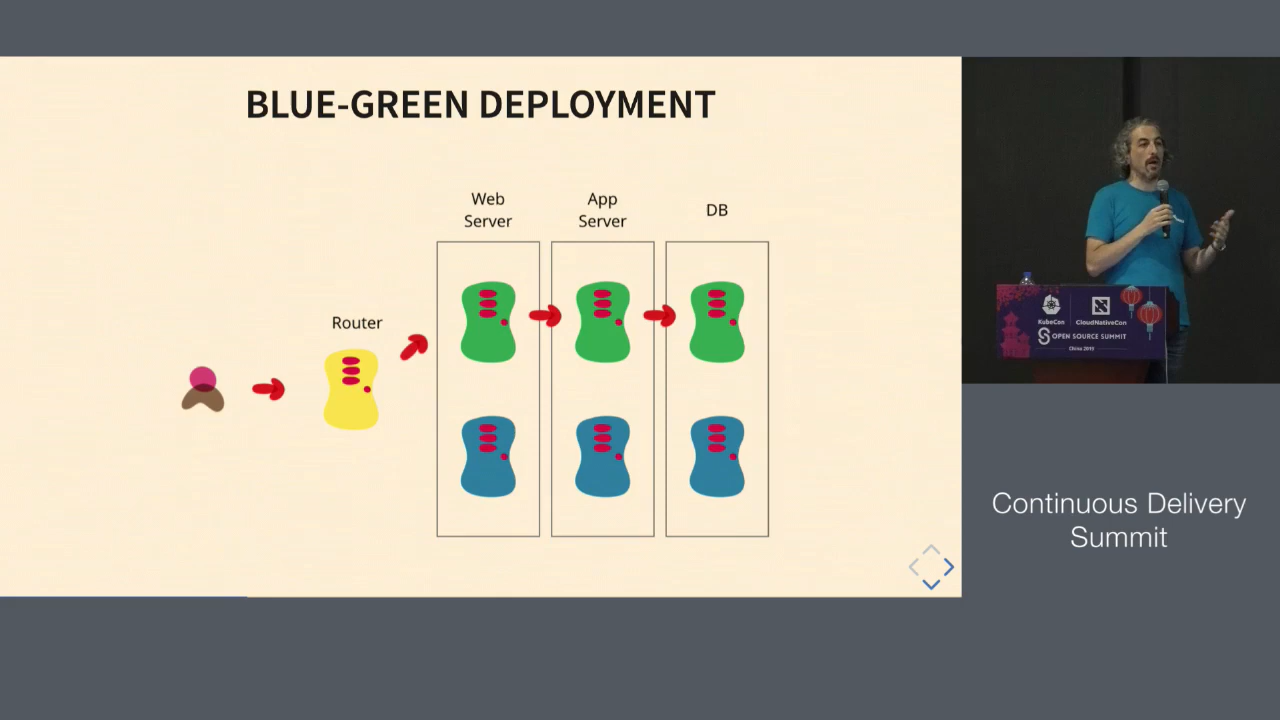 BLUE-GREEN DEPLOYMENT
Web
Server
App
Server
DB
Router
KubeCon
CloudNativeCon
OPEN SOURCE SUMMIT
China 2019
Continuous Delivery
Summit